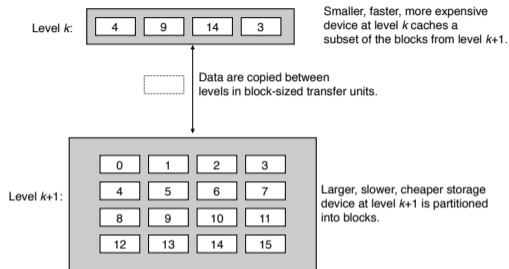 Level k:
4 9 14 3
Smaller, faster, more expensive
device at level k caches a
subset of the blocks from level k+1.
Data are copied between
levels in block-sized transfer units.
Level k+1:
0 1 2 3
4 5 6 7
8 9 10 11
12 13 14 15
Larger, slower, cheaper storage
device at level k+1 is partitioned
into blocks.